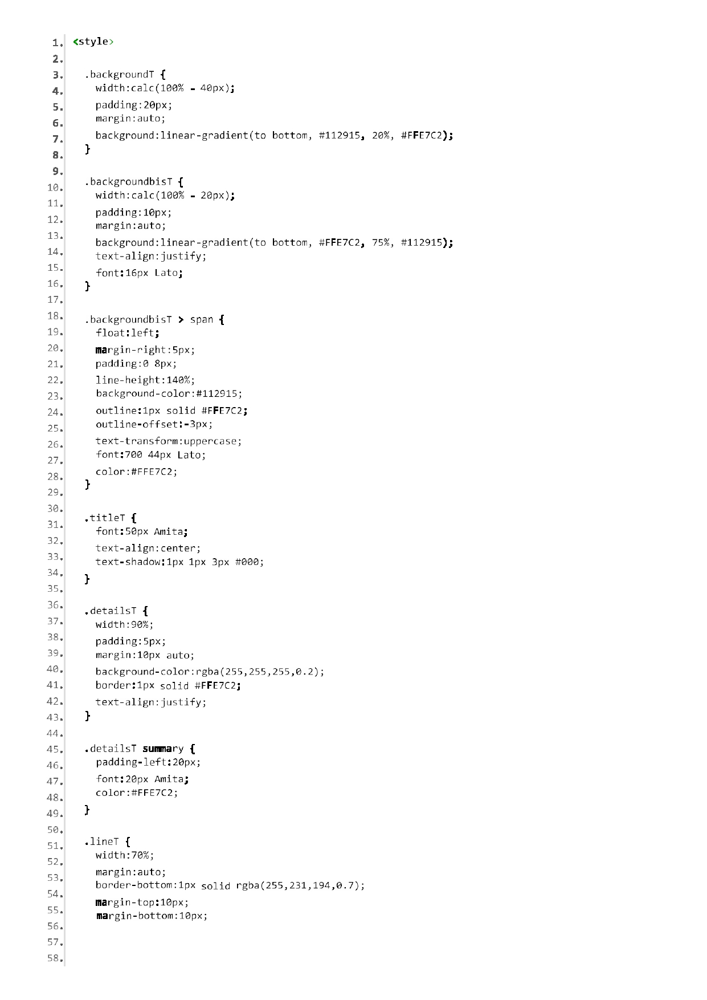 1. <style>
2.
3. .backgroundT {
4. width:calc(100% - 40px);
5. padding:20px;
6. margin:auto;
7. background:linear-gradient(to bottom, #112915, 20%, #FFE7C2);
8. }
9.
10. .backgroundbisT {
11. width:calc(100% - 20px);
12. padding:10px;
13. margin:auto;
14. background:linear-gradient(to bottom, #FFE7C2, 75%, #112915);
15. text-align:justify;
16. font:16px Lato;
17. }
18. .backgroundbisT > span {
19. float:left;
20. margin-right:5px;
21. padding:0 8px;
22. line-height:140%;
23. background-color:#112915;
24. outline:1px solid #FFE7C2;
25. outline-offset:-3px;
26. text-transform:uppercase;
27. font:700 44px Lato;
28. color:#FFE7C2;
29. }
30.
31. .titleT {
32. font:50px Amita;
33. text-align:center;
34. text-shadow:1px 1px 3px #000;
35. }
36. .detailsT {
37. width:90%;
38. padding:5px;
39. margin:10px auto;
40. background-color:rgba(255,255,255,0.2);
41. border:1px solid #FFE7C2;
42. text-align:justify;
43. }
44.
45. .detailsT summary {
46. padding-left:20px;
47. font:20px Amita;
48. color:#FFE7C2;
49. }
50.
51. .lineT {
52. width:70%;
53. margin:auto;
54. border-bottom:1px solid rgba(255,231,194,0.7);
55. margin-top:10px;
56. margin-bottom:10px;
57.
58.